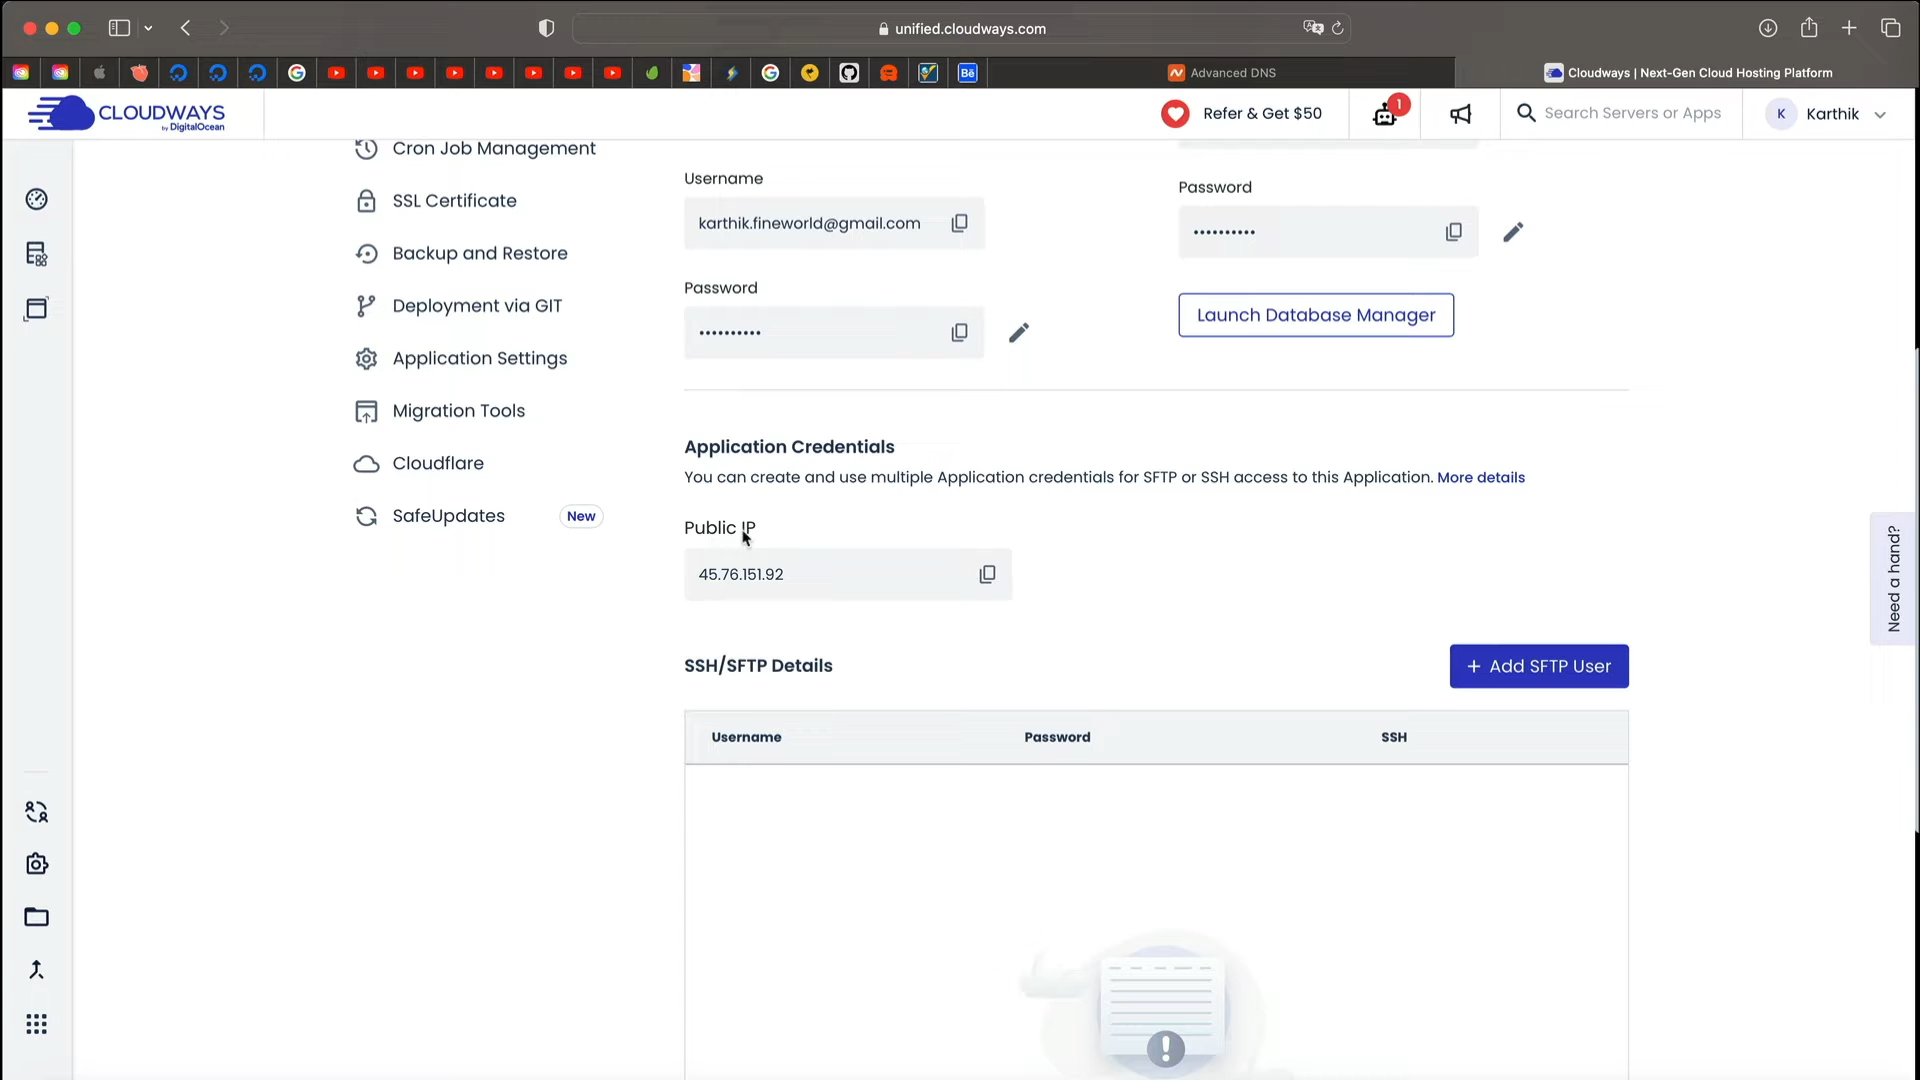 unified.cloudways.com
Advanced DNS
Cloudways | Next-Gen Cloud Hosting Platform
CLOUDWAYS
by DigitalOcean
Refer & Get $50
1
Search Servers or Apps
K
Karthik
Cron Job Management
SSL Certificate
Backup and Restore
Deployment via GIT
Application Settings
Migration Tools
Cloudflare
SafeUpdates
New
Username
karthik.fineworld@gmail.com
Password
••••••••••
Password
••••••••••
Launch Database Manager
Application Credentials
You can create and use multiple Application credentials for SFTP or SSH access to this Application. More details
Public IP
45.76.151.92
SSH/SFTP Details
+ Add SFTP User
Username Password SSH
Need a hand?
Bē